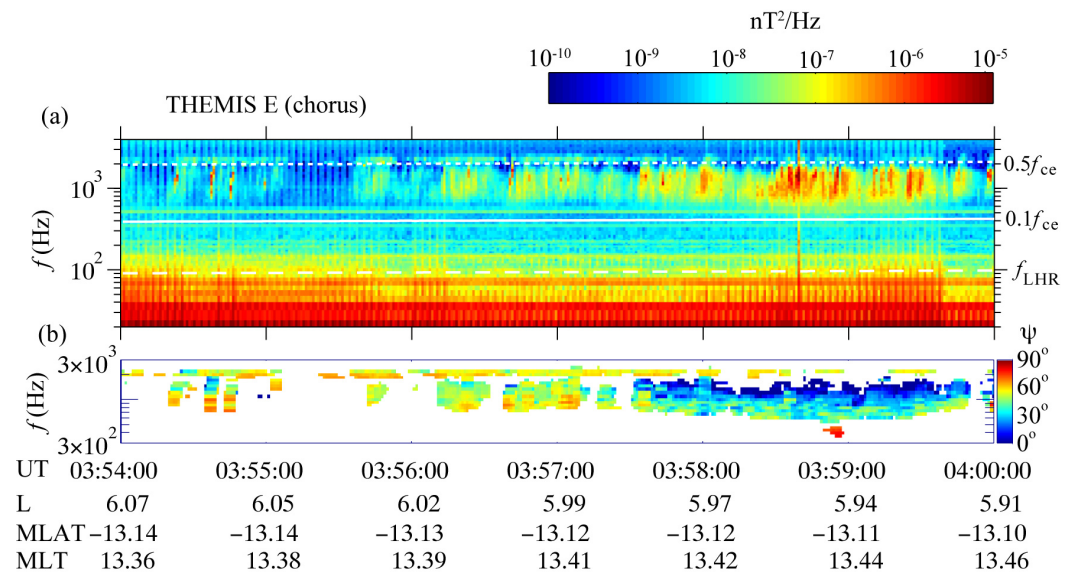 nT²/Hz
10⁻¹⁰ 10⁻⁹ 10⁻⁸ 10⁻⁷ 10⁻⁶ 10⁻⁵
THEMIS E (chorus)
(a)
f (Hz)
10³
10²
0.5f_ce
0.1f_ce
f_LHR
(b)
ψ
f (Hz)
3×10³
3×10²
90°
60°
30°
0°
UT 03:54:00 03:55:00 03:56:00 03:57:00 03:58:00 03:59:00 04:00:00
L 6.07 6.05 6.02 5.99 5.97 5.94 5.91
MLAT −13.14 −13.14 −13.13 −13.12 −13.12 −13.11 −13.10
MLT 13.36 13.38 13.39 13.41 13.42 13.44 13.46